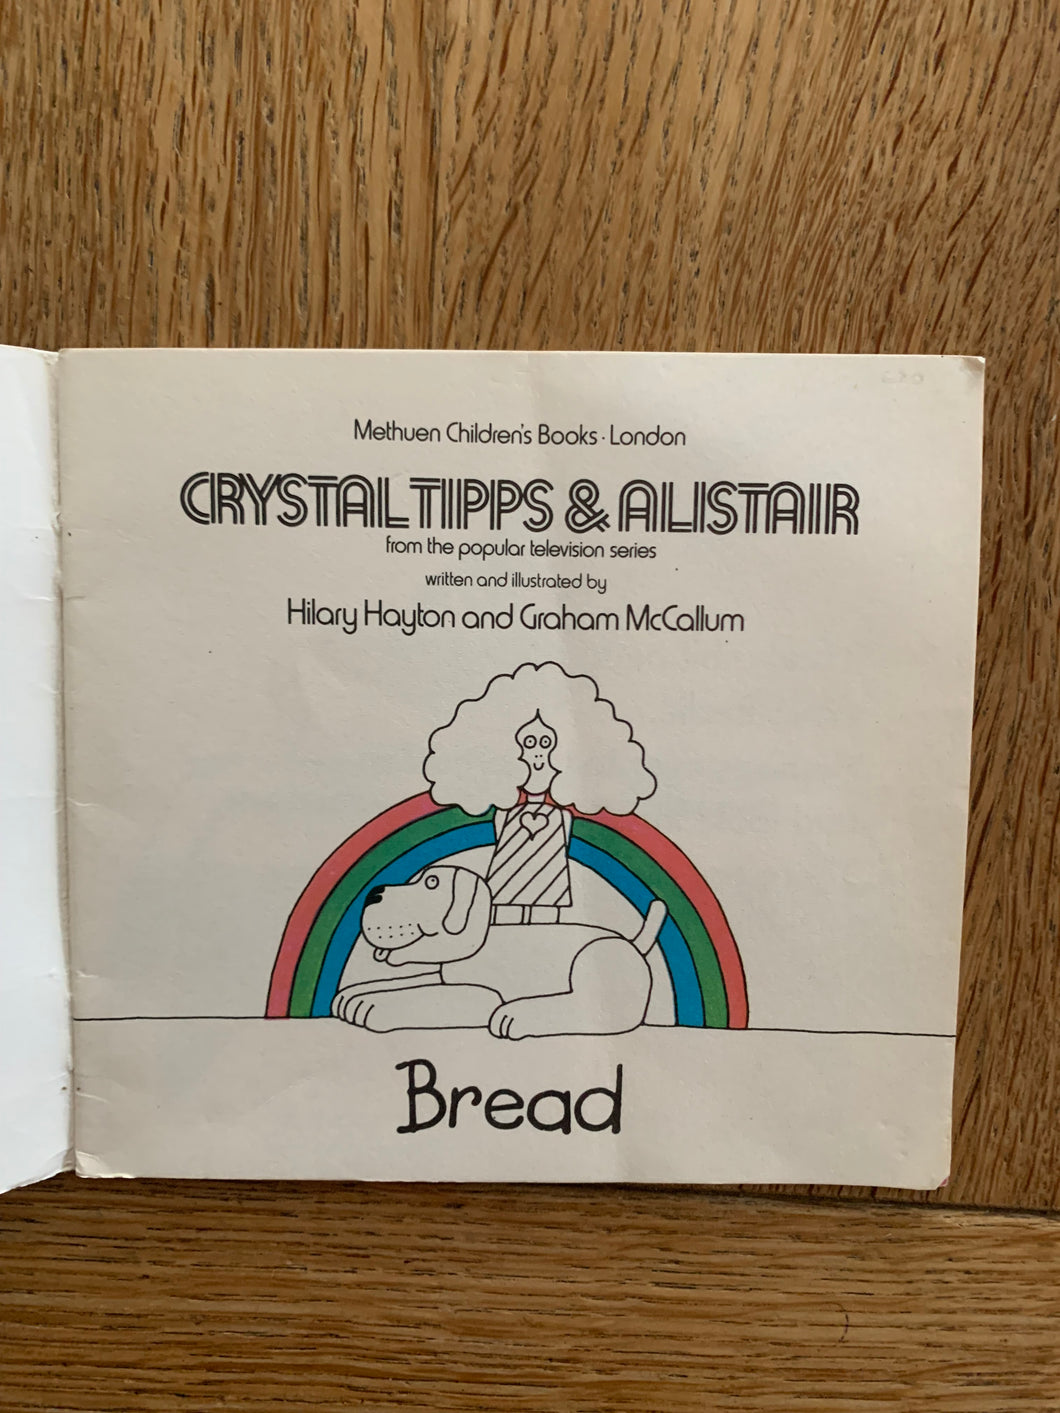 Methuen Children's Books · London
CRYSTAL TIPPS & ALISTAIR
from the popular television series
written and illustrated by
Hilary Hayton and Graham McCallum
Bread